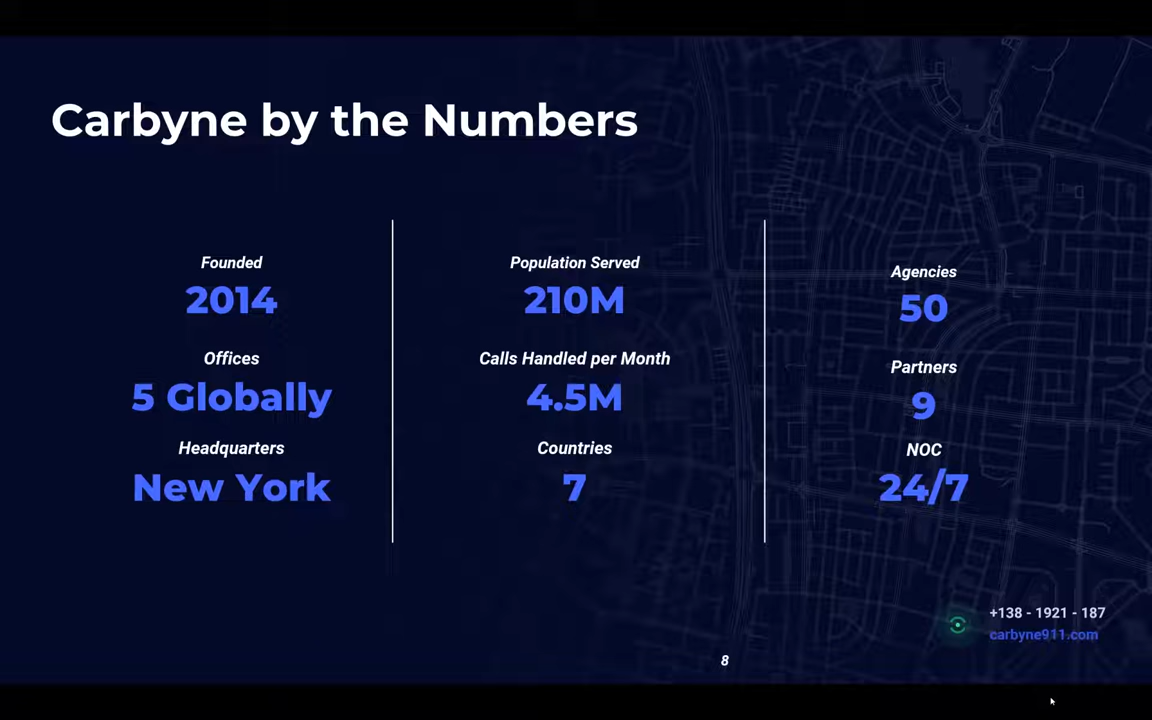 Carbyne by the Numbers
Founded
2014
Offices
5 Globally
Headquarters
New York
Population Served
210M
Calls Handled per Month
4.5M
Countries
7
Agencies
50
Partners
9
NOC
24/7
+138 - 1921 - 187
carbyne911.com
8